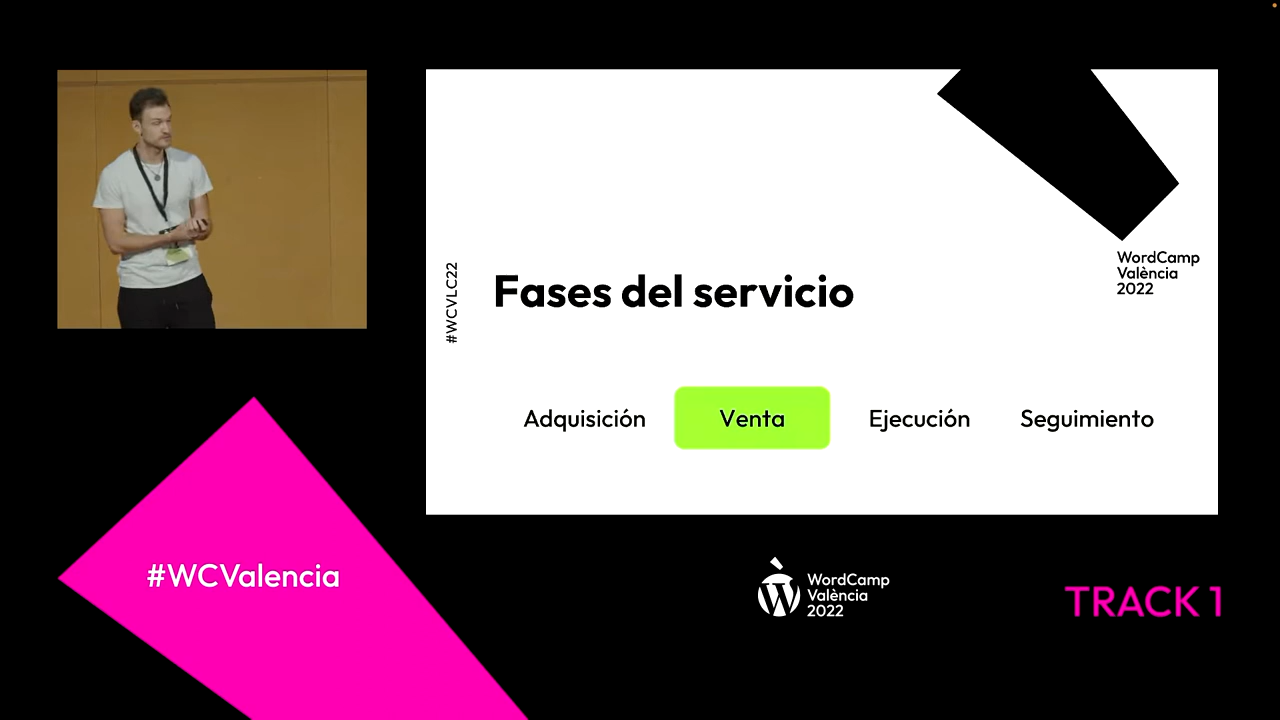 #WCVLC22
Fases del servicio
WordCamp
València
2022
Adquisición
Venta
Ejecución
Seguimiento
#WCValencia
WordCamp
València
2022
TRACK 1